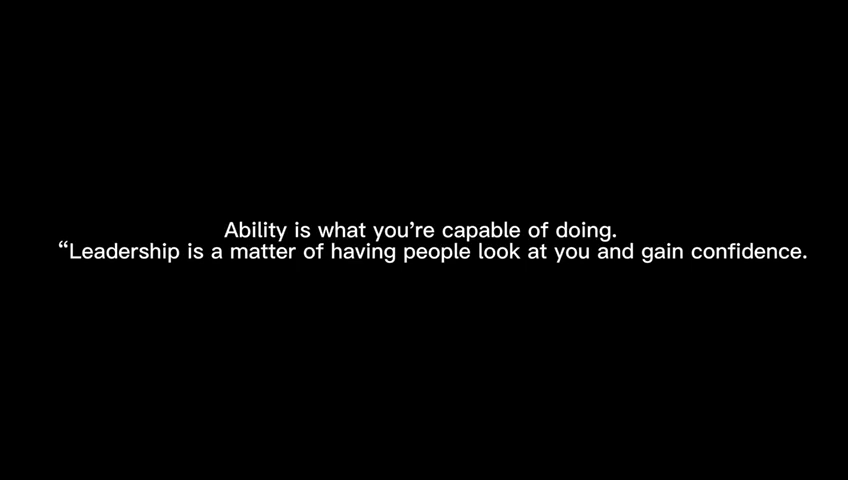 Ability is what you’re capable of doing.
“Leadership is a matter of having people look at you and gain confidence.